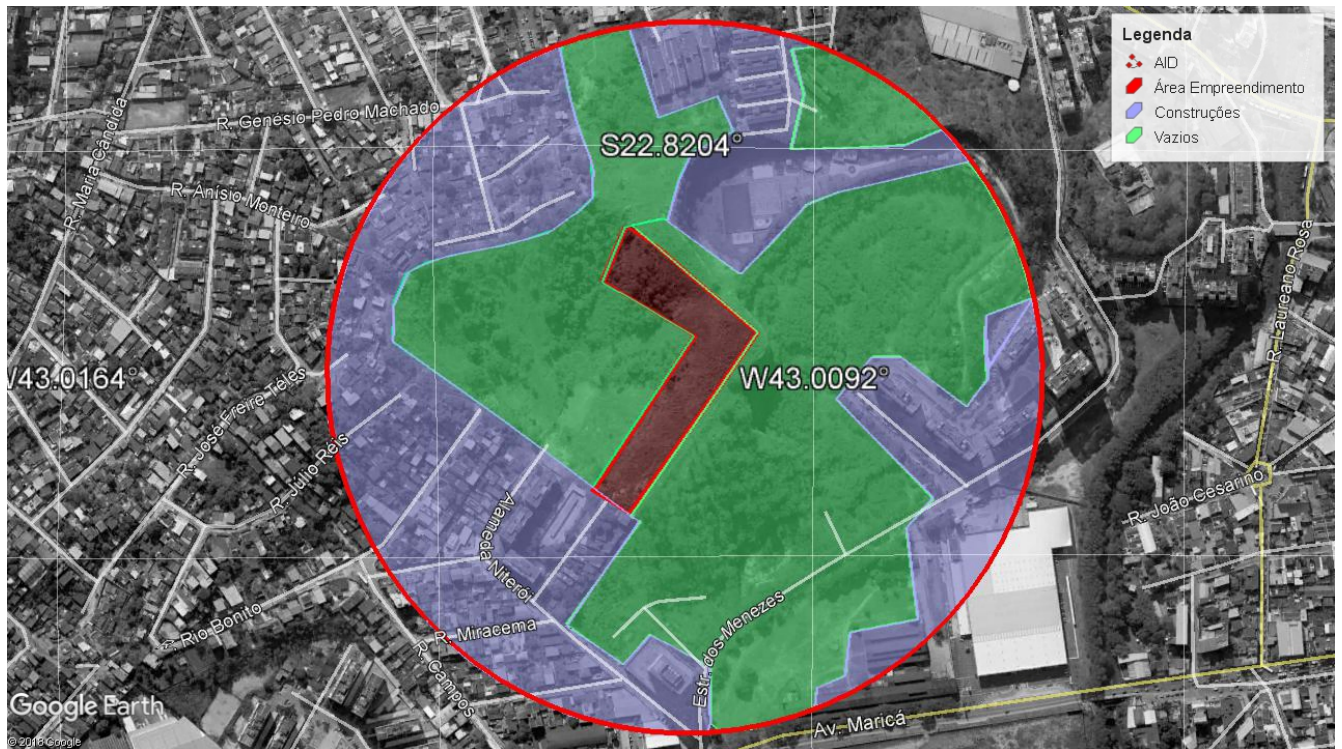 Legenda
AID
Área Empreendimento
Construções
Vazios
R. Genésio Pedro Machado
R. Maria Cândida
S22.8204°
R. Anísio Monteiro
R. Laureano Rosa
W43.0164°
W43.0092°
R. José Freire Teles
R. Júlio Réis
R. João Cesarino
Alameda Niterói
R. Rio Bonito
R. Miracema
R. Campos
Estr. dos Menezes
Av. Maricá
Google Earth
© 2018 Google